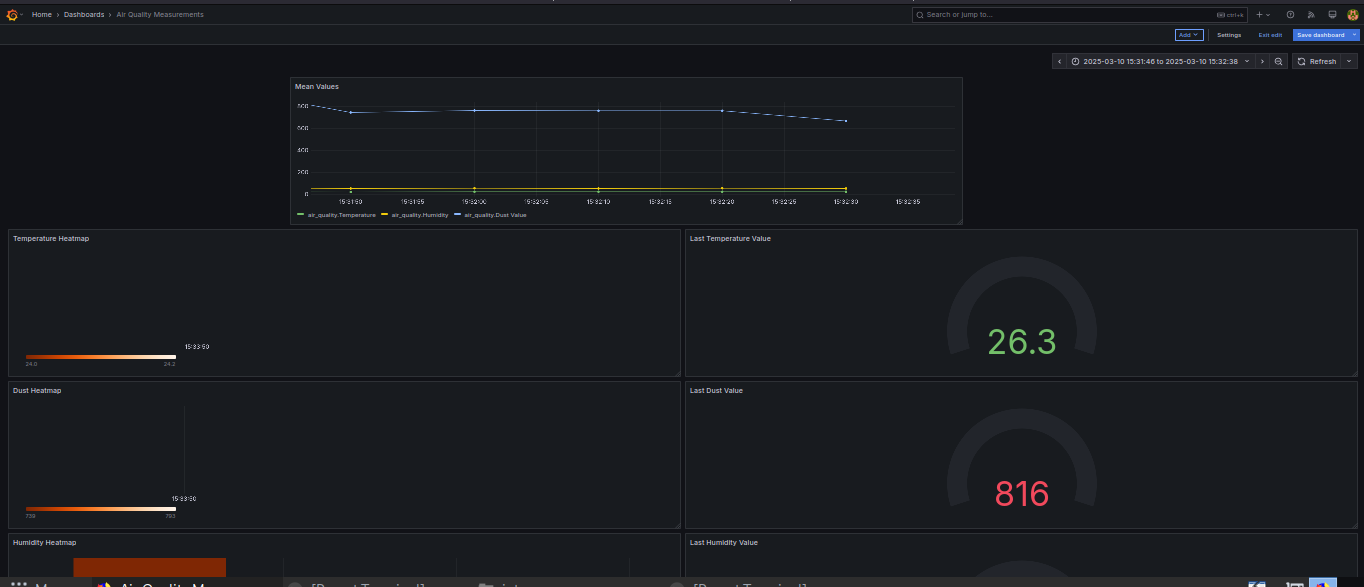 Home › Dashboards › Air Quality Measurements
Search or jump to...
ctrl+k
Add
Settings
Exit edit
Save dashboard
2025-03-10 15:31:46 to 2025-03-10 15:32:38
Refresh
Mean Values
800
600
400
200
0
15:31:50 15:31:55 15:32:00 15:32:05 15:32:10 15:32:15 15:32:20 15:32:25 15:32:30 15:32:35
air_quality.Temperature air_quality.Humidity air_quality.Dust Value
Temperature Heatmap
15:33:50
24.0 24.2
Last Temperature Value
26.3
Dust Heatmap
15:33:50
738 793
Last Dust Value
816
Humidity Heatmap
Last Humidity Value